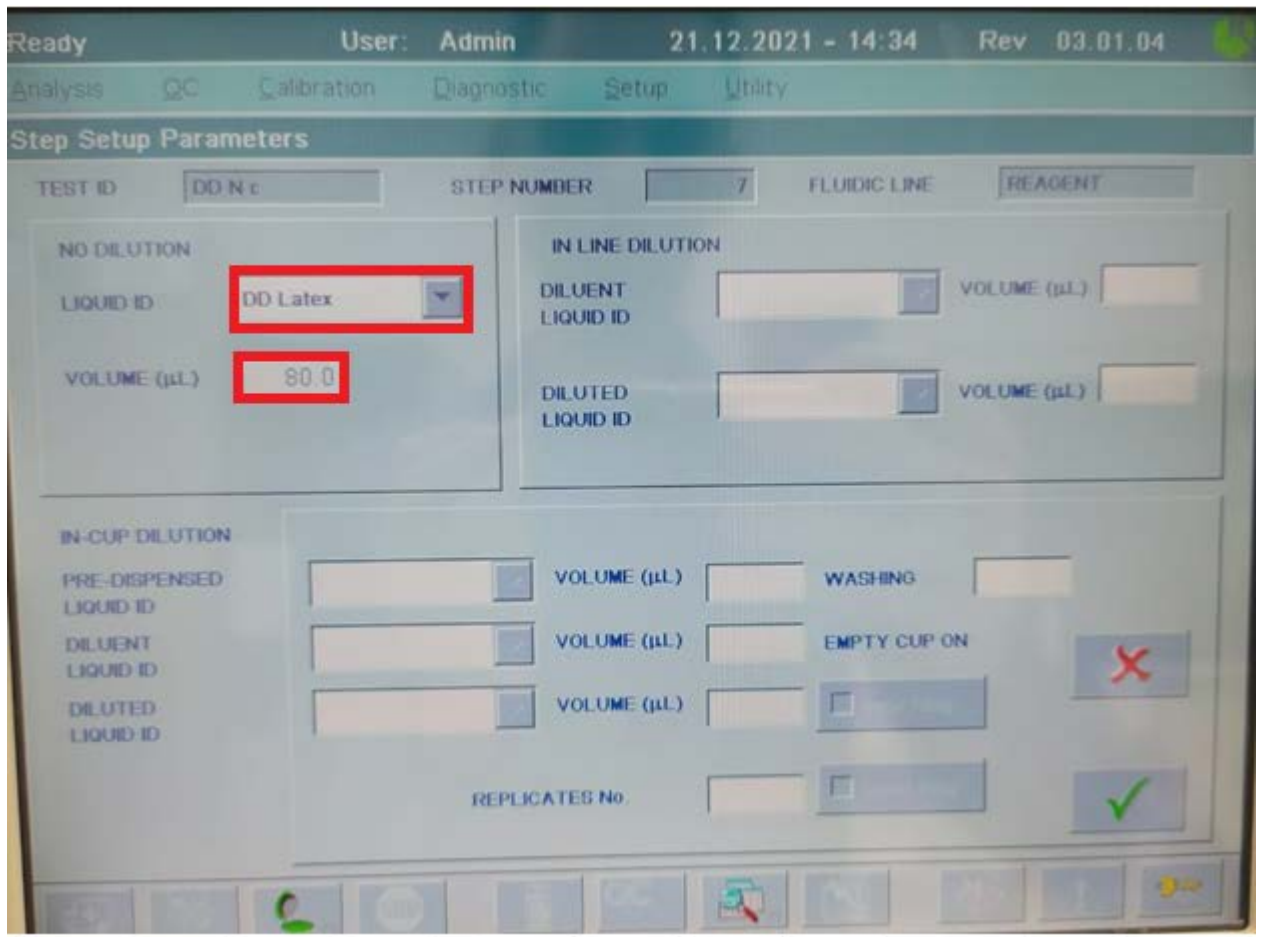 Ready User: Admin 21.12.2021 - 14:34 Rev 03.01.04
Analysis QC Calibration Diagnostic Setup Utility
Step Setup Parameters
TEST ID DD N c STEP NUMBER 7 FLUIDIC LINE REAGENT
NO DILUTION
LIQUID ID DD Latex
VOLUME (µL) 80.0
IN LINE DILUTION
DILUENT LIQUID ID VOLUME (µL)
DILUTED LIQUID ID VOLUME (µL)
IN-CUP DILUTION
PRE-DISPENSED LIQUID ID VOLUME (µL) WASHING
DILUENT LIQUID ID VOLUME (µL) EMPTY CUP ON
DILUTED LIQUID ID VOLUME (µL)
REPLICATES No.